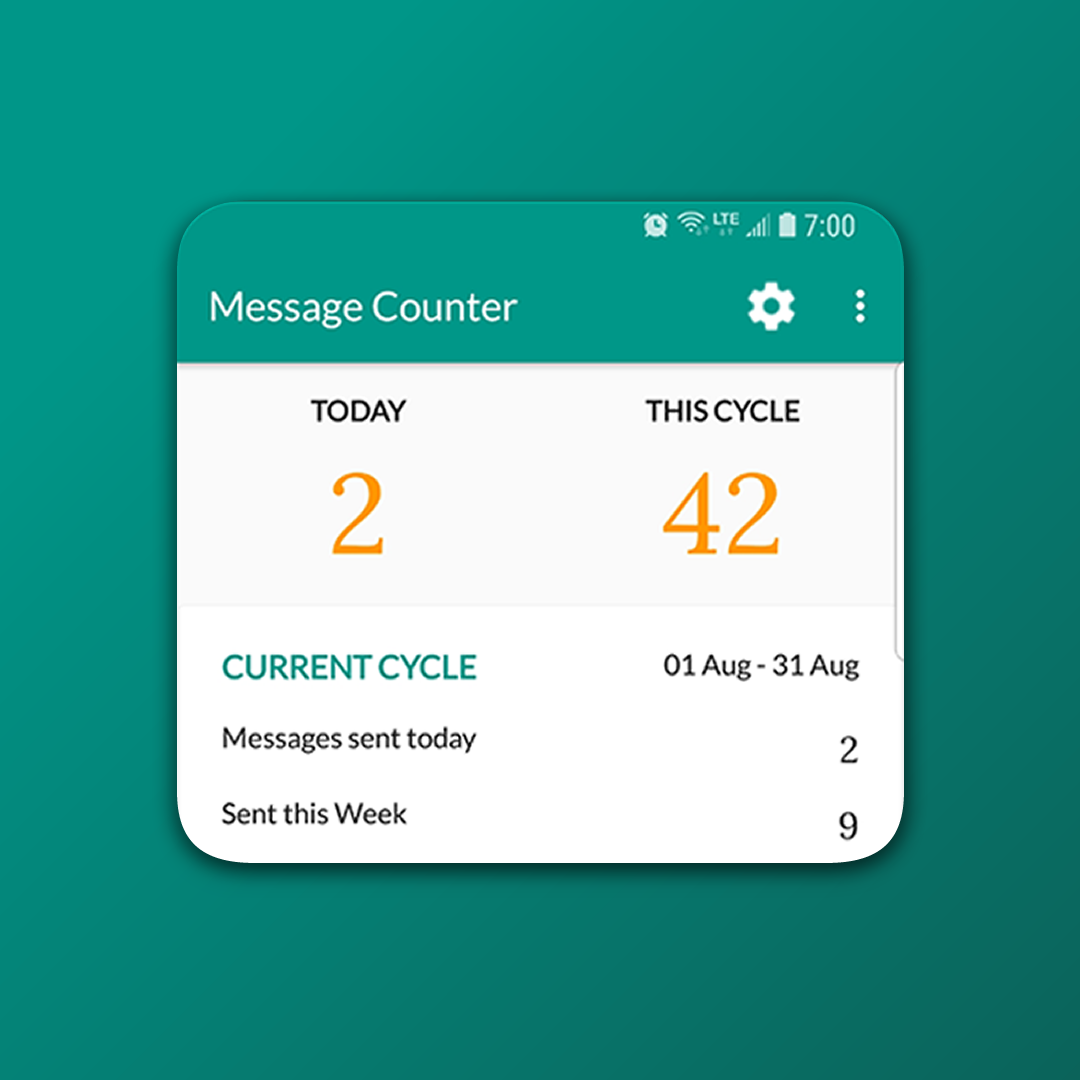 LTE 7:00
Message Counter
TODAY THIS CYCLE
2 42
CURRENT CYCLE 01 Aug - 31 Aug
Messages sent today 2
Sent this Week 9